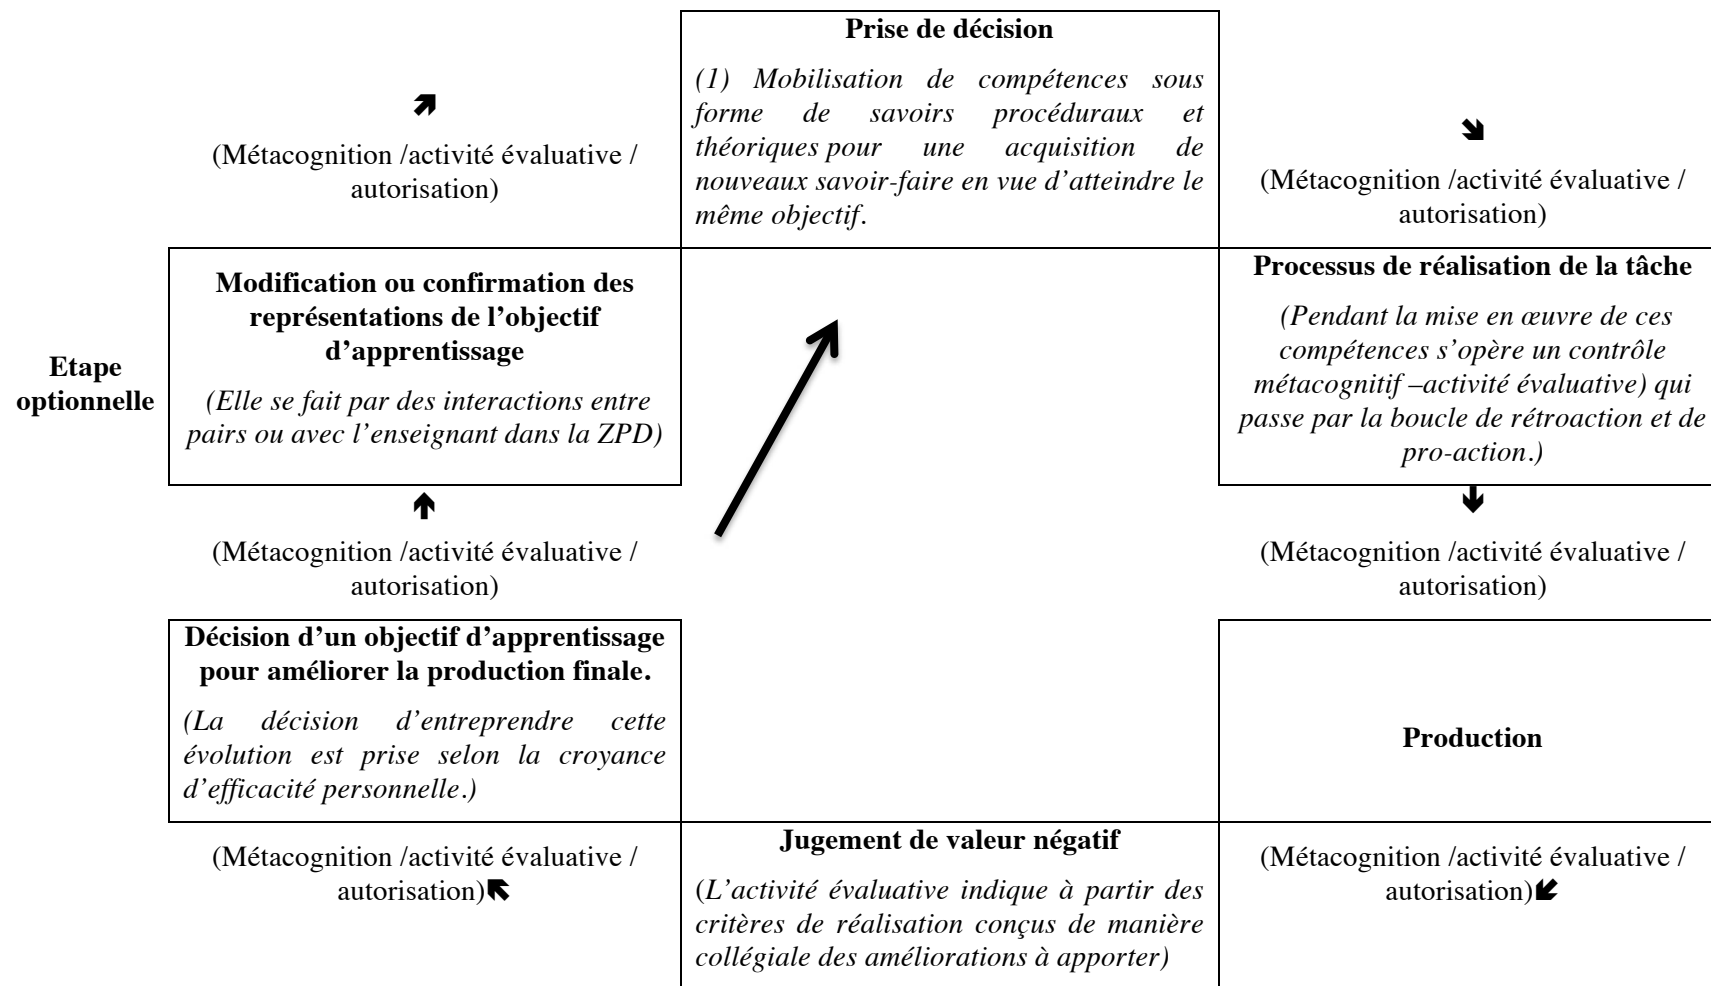 Prise de décision
(1) Mobilisation de compétences sous
forme de savoirs procéduraux et
théoriques pour une acquisition de
nouveaux savoir-faire en vue d’atteindre le
même objectif.
(Métacognition /activité évaluative /
autorisation)
(Métacognition /activité évaluative /
autorisation)
Etape
optionnelle
Modification ou confirmation des
représentations de l’objectif
d’apprentissage
(Elle se fait par des interactions entre
pairs ou avec l’enseignant dans la ZPD)
Processus de réalisation de la tâche
(Pendant la mise en œuvre de ces
compétences s’opère un contrôle
métacognitif –activité évaluative) qui
passe par la boucle de rétroaction et de
pro-action.)
(Métacognition /activité évaluative /
autorisation)
(Métacognition /activité évaluative /
autorisation)
Décision d’un objectif d’apprentissage
pour améliorer la production finale.
(La décision d’entreprendre cette
évolution est prise selon la croyance
d’efficacité personnelle.)
Production
(Métacognition /activité évaluative /
autorisation)
Jugement de valeur négatif
(L’activité évaluative indique à partir des
critères de réalisation conçus de manière
collégiale des améliorations à apporter)
(Métacognition /activité évaluative /
autorisation)